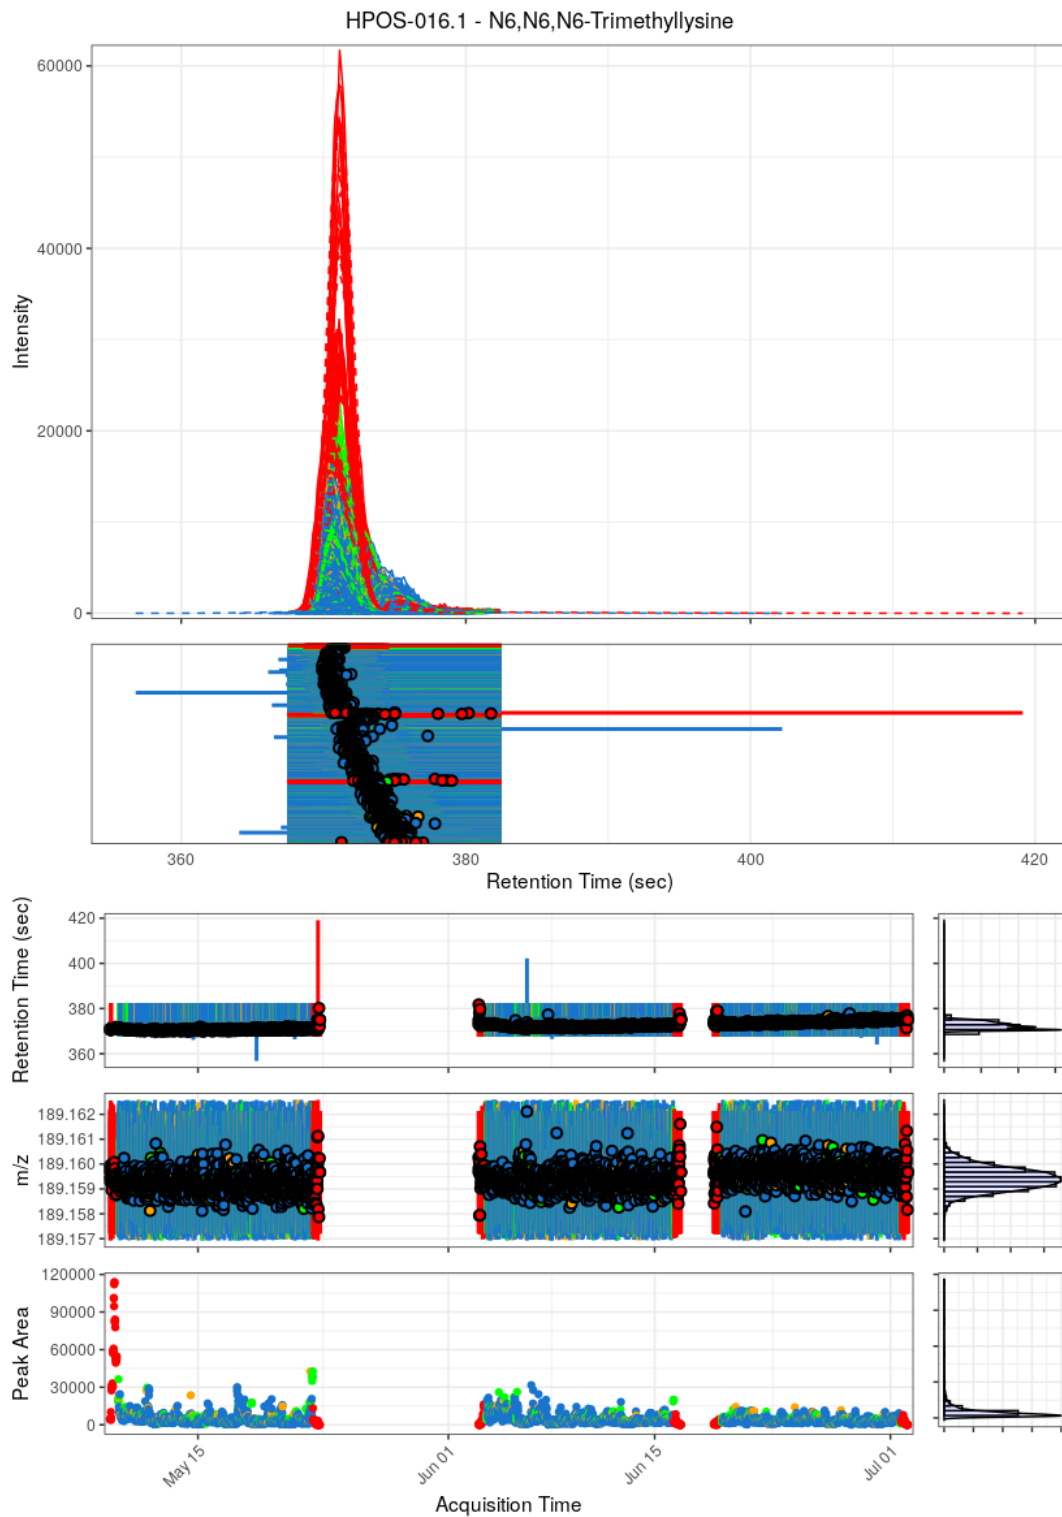 HPOS-016.1 - N6,N6,N6-Trimethyllysine
Intensity
60000
40000
20000
0
360
380
400
420
Retention Time (sec)
Retention Time (sec)
420
400
380
360
m/z
189.162
189.161
189.160
189.159
189.158
189.157
Peak Area
120000
90000
60000
30000
0
May 15
Jun 01
Jun 15
Jul 01
Acquisition Time